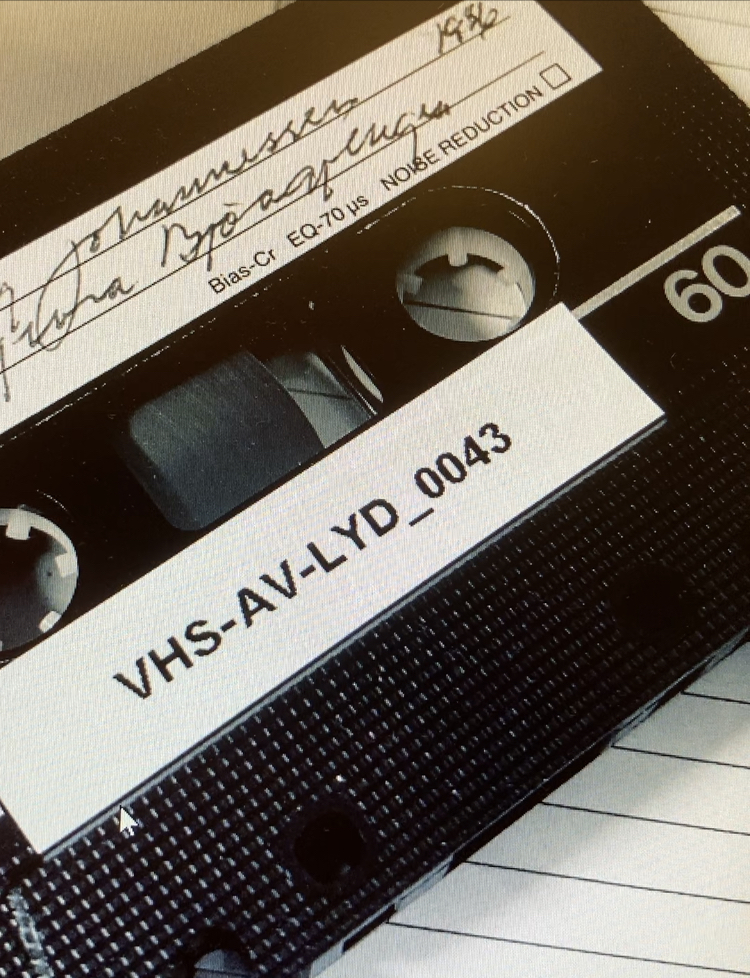 1986
Johannessen
Bias-Cr EQ-70 µs NOISE REDUCTION
60
VHS-AV-LYD_0043